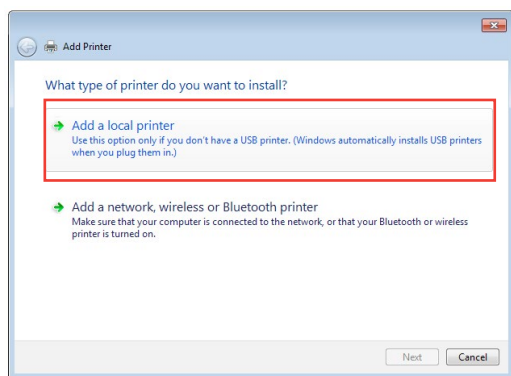 Add Printer
What type of printer do you want to install?
Add a local printer
Use this option only if you don't have a USB printer. (Windows automatically installs USB printers
when you plug them in.)
Add a network, wireless or Bluetooth printer
Make sure that your computer is connected to the network, or that your Bluetooth or wireless
printer is turned on.
Next
Cancel